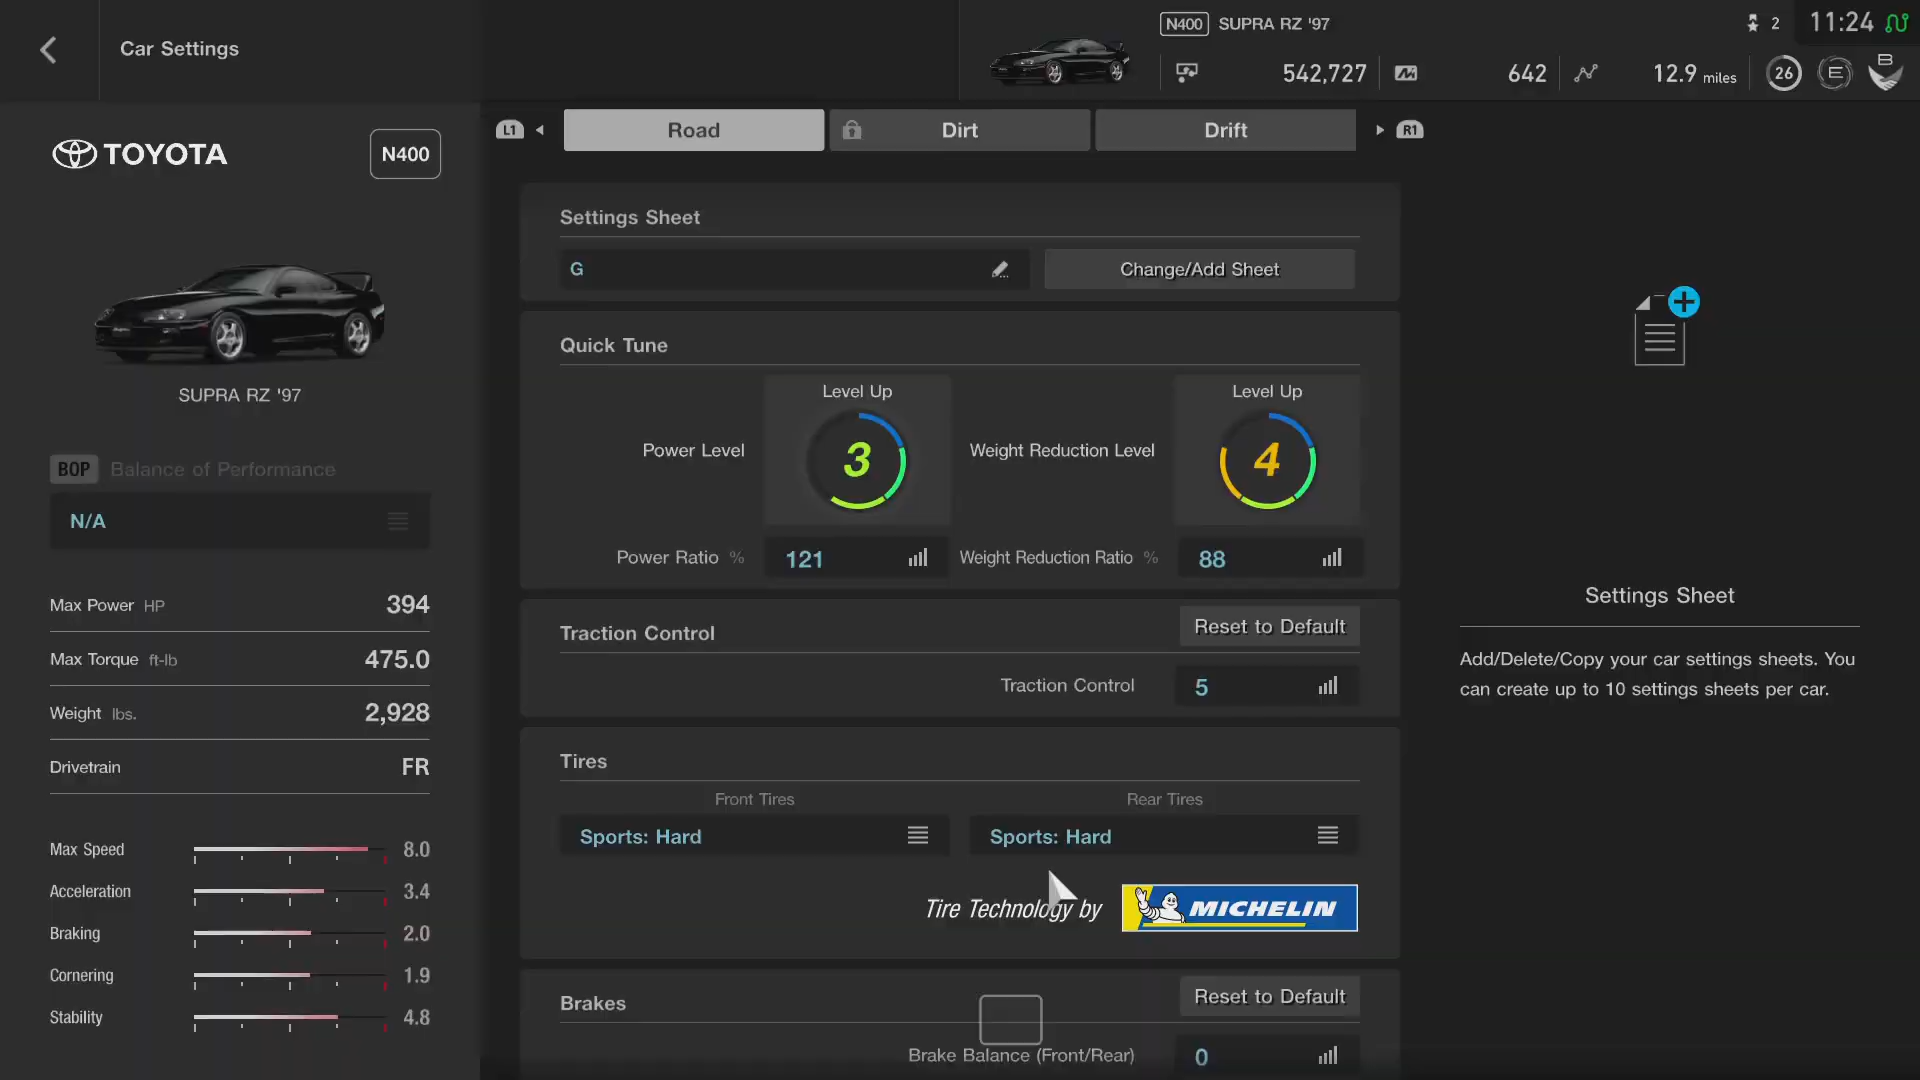 Car Settings
N400 SUPRA RZ '97
2
11:24
542,727
642
12.9 miles
26
E
B
TOYOTA
N400
SUPRA RZ '97
BOP Balance of Performance
N/A
Max Power HP 394
Max Torque ft-lb 475.0
Weight lbs. 2,928
Drivetrain FR
Max Speed 8.0
Acceleration 3.4
Braking 2.0
Cornering 1.9
Stability 4.8
L1 Road Dirt Drift R1
Settings Sheet
G Change/Add Sheet
Quick Tune
Level Up Level Up
Power Level 3 Weight Reduction Level 4
Power Ratio % 121 Weight Reduction Ratio % 88
Traction Control Reset to Default
Traction Control 5
Tires
Front Tires Rear Tires
Sports: Hard Sports: Hard
Tire Technology by MICHELIN
Brakes Reset to Default
Brake Balance (Front/Rear) 0
Settings Sheet
Add/Delete/Copy your car settings sheets. You
can create up to 10 settings sheets per car.